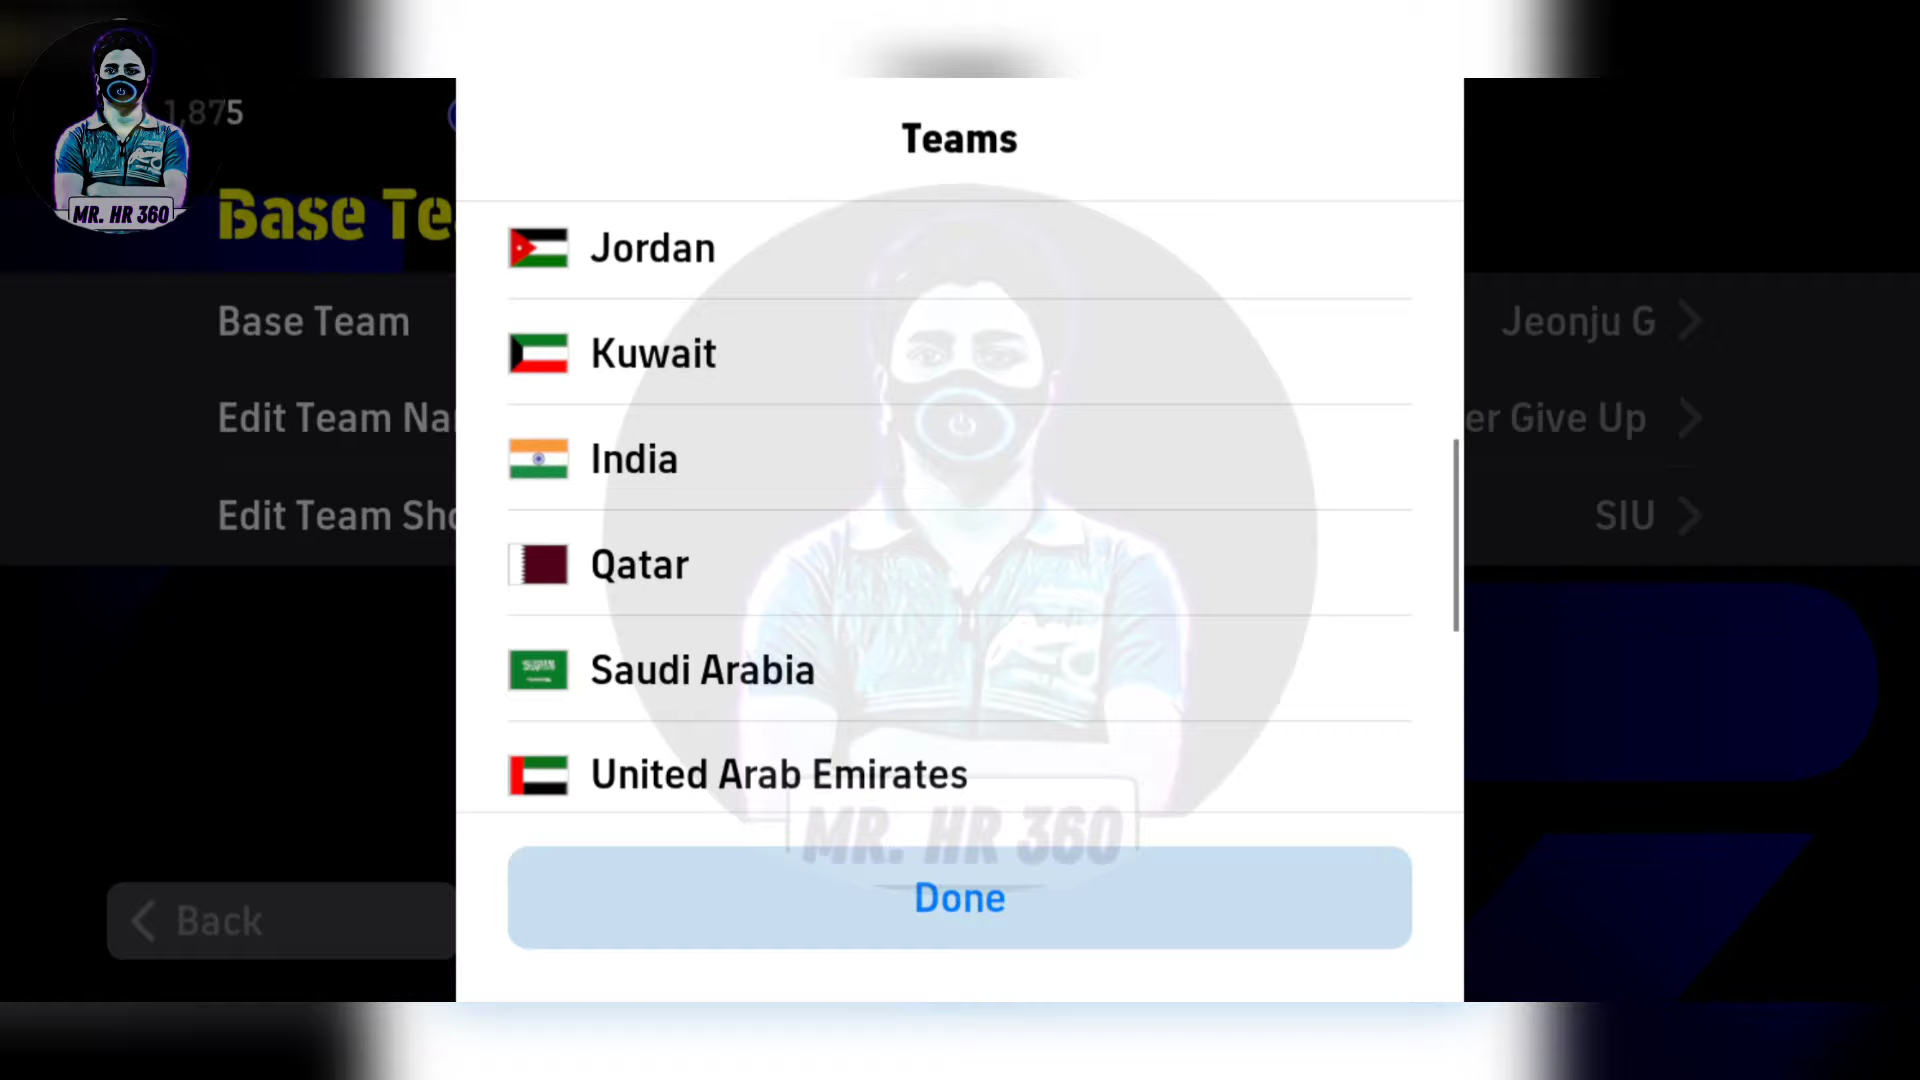 1,875
MR. HR 360
Teams
Base Te
Jordan
Base Team
Jeonju G
Kuwait
Edit Team Na
er Give Up
India
Edit Team Sho
SIU
Qatar
Saudi Arabia
United Arab Emirates
MR. HR 360
Done
Back